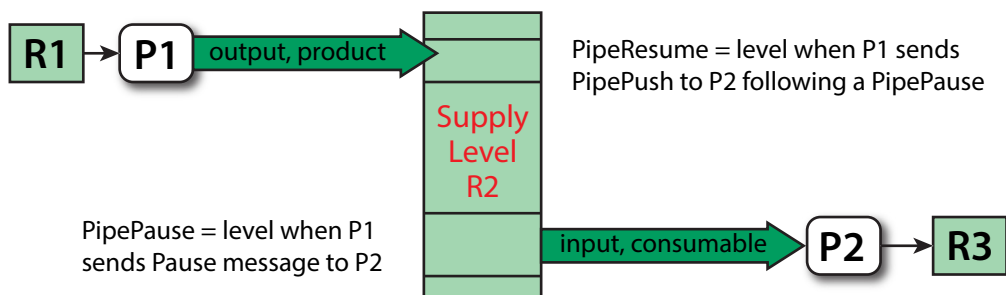 R1
P1
output, product
PipeResume = level when P1 sends
PipePush to P2 following a PipePause
Supply
Level
R2
PipePause = level when P1
sends Pause message to P2
input, consumable
P2
R3